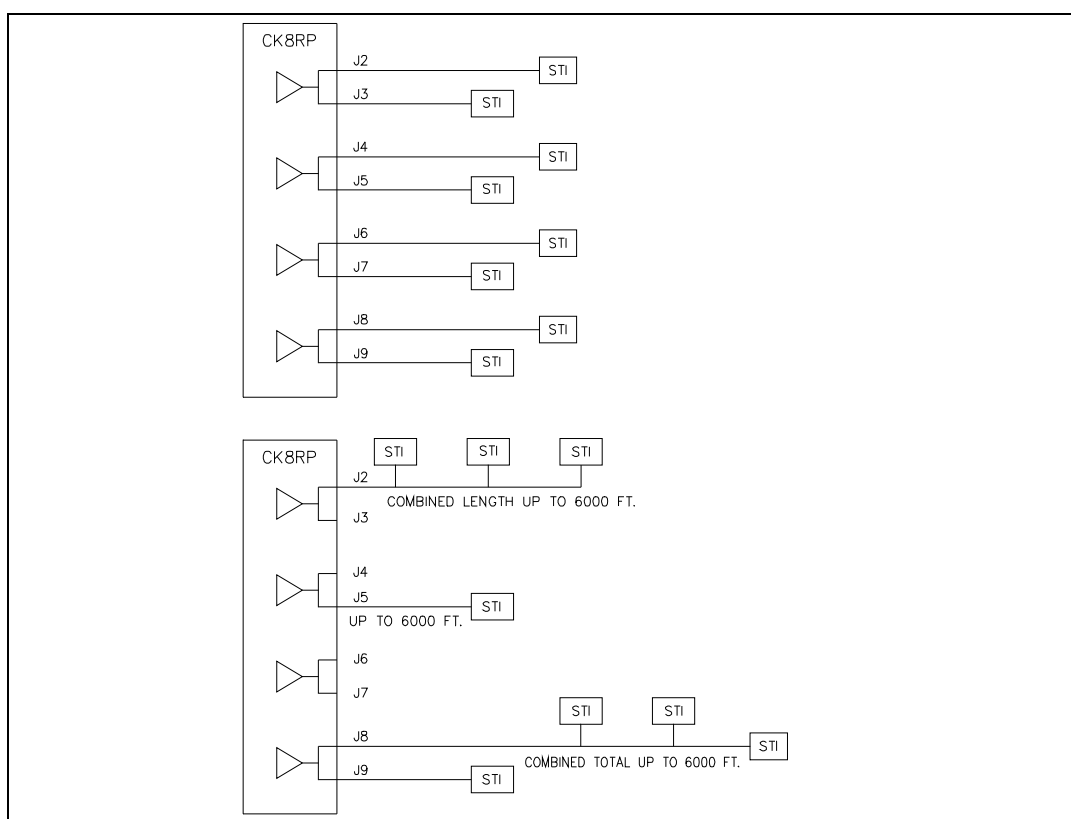 CK8RP
J2
STI
J3
STI
J4
STI
J5
STI
J6
STI
J7
STI
J8
STI
J9
STI
CK8RP
STI STI STI
J2
COMBINED LENGTH UP TO 6000 FT.
J3
J4
J5
STI
UP TO 6000 FT.
J6
J7
STI STI
J8
STI
COMBINED TOTAL UP TO 6000 FT.
J9
STI